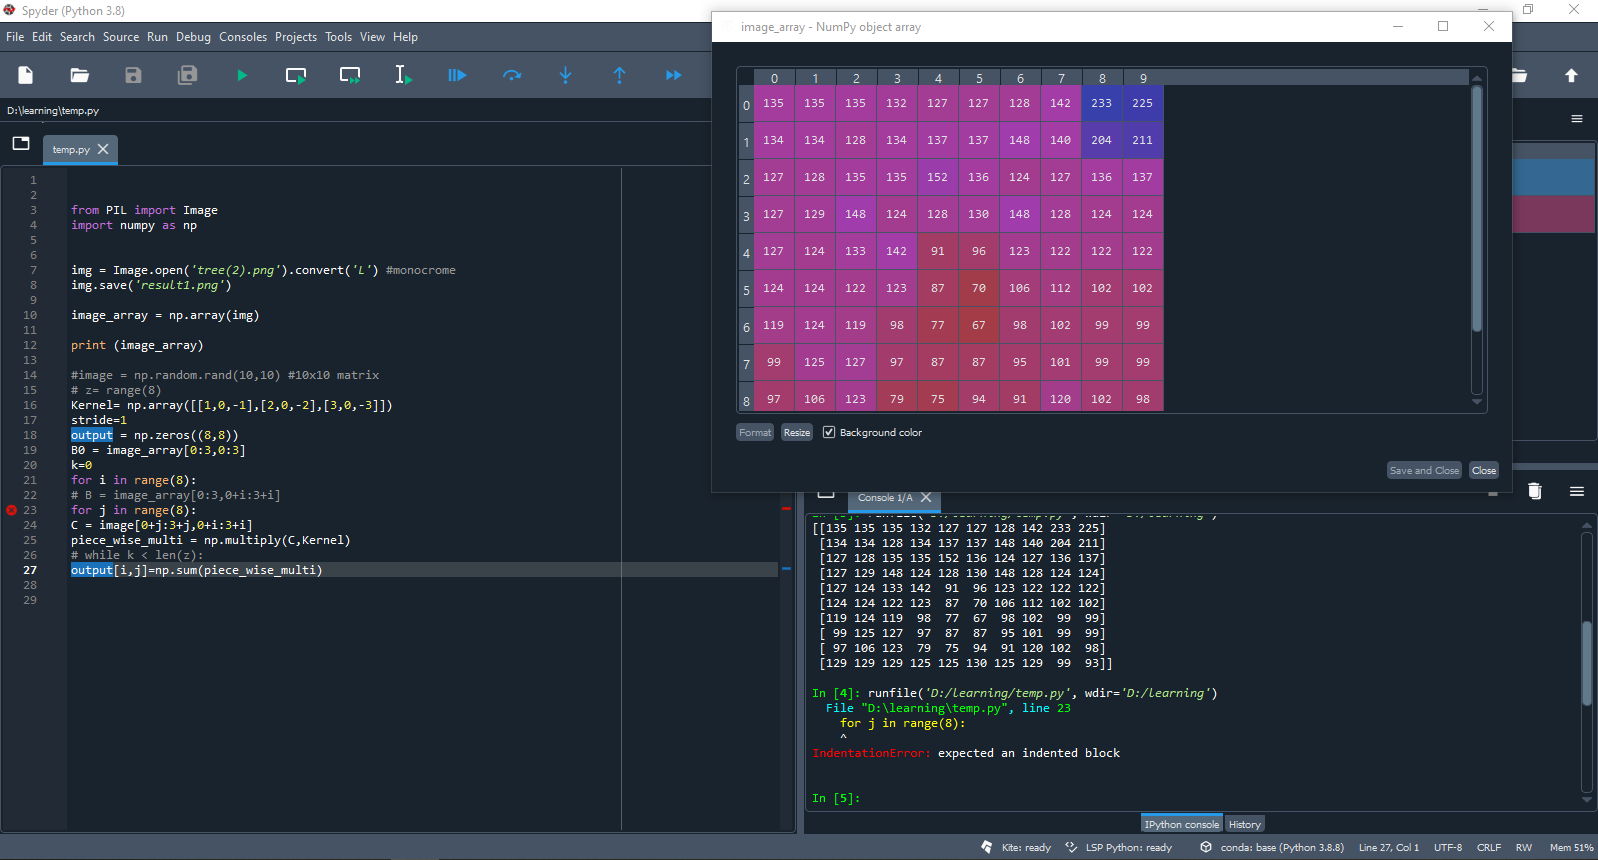 Spyder (Python 3.8)
File Edit Search Source Run Debug Consoles Projects Tools View Help
D:\learning\temp.py
temp.py
1
2
3 from PIL import Image
4 import numpy as np
5
6
7 img = Image.open('tree(2).png').convert('L') #monocrome
8 img.save('result1.png')
9
10 image_array = np.array(img)
11
12 print (image_array)
13
14 #image = np.random.rand(10,10) #10x10 matrix
15 # z= range(8)
16 Kernel= np.array([[1,0,-1],[2,0,-2],[3,0,-3]])
17 stride=1
18 output = np.zeros((8,8))
19 B0 = image_array[0:3,0:3]
20 k=0
21 for i in range(8):
22 # B = image_array[0:3,0+i:3+i]
23 for j in range(8):
24 C = image[0+j:3+j,0+i:3+i]
25 piece_wise_multi = np.multiply(C,Kernel)
26 # while k < len(z):
27 output[i,j]=np.sum(piece_wise_multi)
28
29
image_array - NumPy object array
0 1 2 3 4 5 6 7 8 9
0 135 135 135 132 127 127 128 142 233 225
1 134 134 128 134 137 137 148 140 204 211
2 127 128 135 135 152 136 124 127 136 137
3 127 129 148 124 128 130 148 128 124 124
4 127 124 133 142 91 96 123 122 122 122
5 124 124 122 123 87 70 106 112 102 102
6 119 124 119 98 77 67 98 102 99 99
7 99 125 127 97 87 87 95 101 99 99
8 97 106 123 79 75 94 91 120 102 98
Format Resize Background color
Save and Close Close
Console 1/A
[[135 135 135 132 127 127 128 142 233 225]
[134 134 128 134 137 137 148 140 204 211]
[127 128 135 135 152 136 124 127 136 137]
[127 129 148 124 128 130 148 128 124 124]
[127 124 133 142 91 96 123 122 122 122]
[124 124 122 123 87 70 106 112 102 102]
[119 124 119 98 77 67 98 102 99 99]
[ 99 125 127 97 87 87 95 101 99 99]
[ 97 106 123 79 75 94 91 120 102 98]
[129 129 129 125 125 130 125 129 99 93]]
In [4]: runfile('D:/learning/temp.py', wdir='D:/learning')
File "D:\learning\temp.py", line 23
for j in range(8):
^
IndentationError: expected an indented block
In [5]:
IPython console History
Kite: ready LSP Python: ready conda: base (Python 3.8.8) Line 27, Col 1 UTF-8 CRLF RW Mem 51%